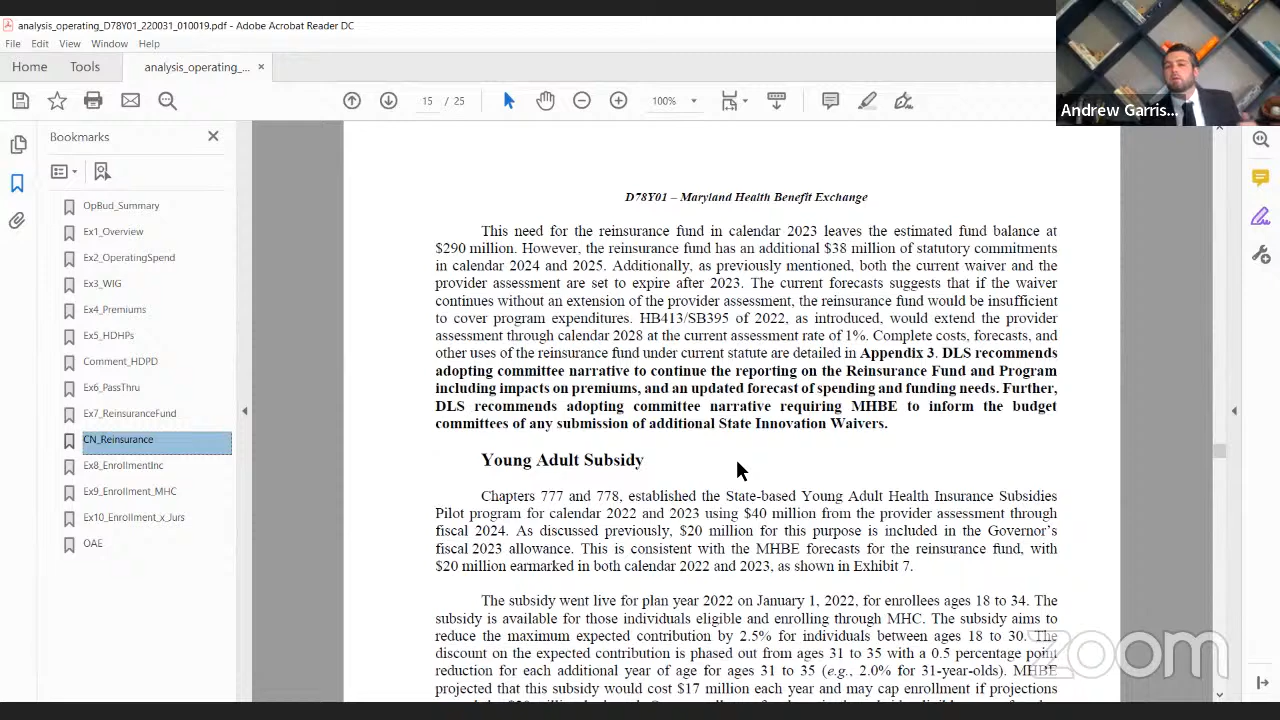 analysis_operating_D78Y01_220031_010019.pdf - Adobe Acrobat Reader DC
File Edit View Window Help
Home Tools analysis_operating_... ×
15 / 25 100%
Andrew Garris...
Bookmarks
OpBud_Summary
Ex1_Overview
Ex2_OperatingSpend
Ex3_WIG
Ex4_Premiums
Ex5_HDHPs
Comment_HDPD
Ex6_PassThru
Ex7_ReinsuranceFund
CN_Reinsurance
Ex8_EnrollmentInc
Ex9_Enrollment_MHC
Ex10_Enrollment_x_Jurs
OAE
D78Y01 – Maryland Health Benefit Exchange
This need for the reinsurance fund in calendar 2023 leaves the estimated fund balance at
$290 million. However, the reinsurance fund has an additional $38 million of statutory commitments
in calendar 2024 and 2025. Additionally, as previously mentioned, both the current waiver and the
provider assessment are set to expire after 2023. The current forecasts suggests that if the waiver
continues without an extension of the provider assessment, the reinsurance fund would be insufficient
to cover program expenditures. HB413/SB395 of 2022, as introduced, would extend the provider
assessment through calendar 2028 at the current assessment rate of 1%. Complete costs, forecasts, and
other uses of the reinsurance fund under current statute are detailed in Appendix 3. DLS recommends
adopting committee narrative to continue the reporting on the Reinsurance Fund and Program
including impacts on premiums, and an updated forecast of spending and funding needs. Further,
DLS recommends adopting committee narrative requiring MHBE to inform the budget
committees of any submission of additional State Innovation Waivers.
Young Adult Subsidy
Chapters 777 and 778, established the State-based Young Adult Health Insurance Subsidies
Pilot program for calendar 2022 and 2023 using $40 million from the provider assessment through
fiscal 2024. As discussed previously, $20 million for this purpose is included in the Governor's
fiscal 2023 allowance. This is consistent with the MHBE forecasts for the reinsurance fund, with
$20 million earmarked in both calendar 2022 and 2023, as shown in Exhibit 7.
The subsidy went live for plan year 2022 on January 1, 2022, for enrollees ages 18 to 34. The
subsidy is available for those individuals eligible and enrolling through MHC. The subsidy aims to
reduce the maximum expected contribution by 2.5% for individuals between ages 18 to 30. The
discount on the expected contribution is phased out from ages 31 to 35 with a 0.5 percentage point
reduction for each additional year of age for ages 31 to 35 (e.g., 2.0% for 31-year-olds). MHBE
projected that this subsidy would cost $17 million each year and may cap enrollment if projections
zoom